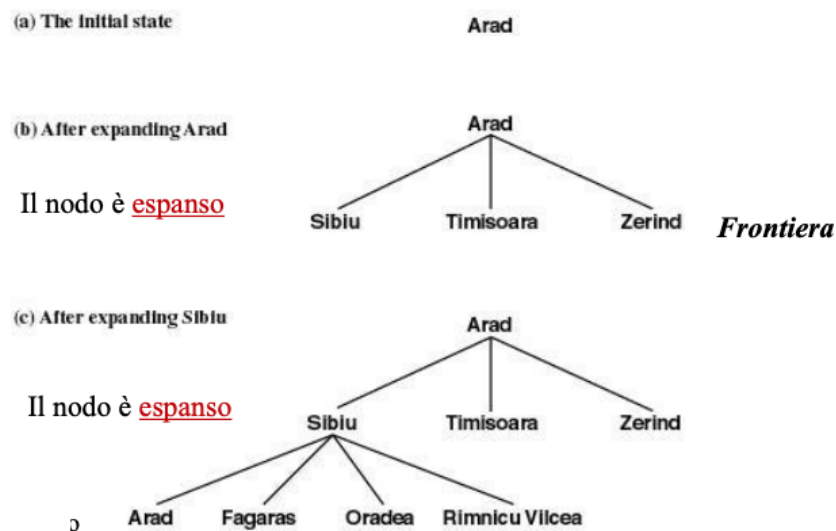 (a) The initial state
Arad
(b) After expanding Arad
Arad
Il nodo è espanso
Sibiu Timisoara Zerind Frontiera
(c) After expanding Sibiu
Arad
Il nodo è espanso
Sibiu Timisoara Zerind
Arad Fagaras Oradea Rimnicu Vilcea